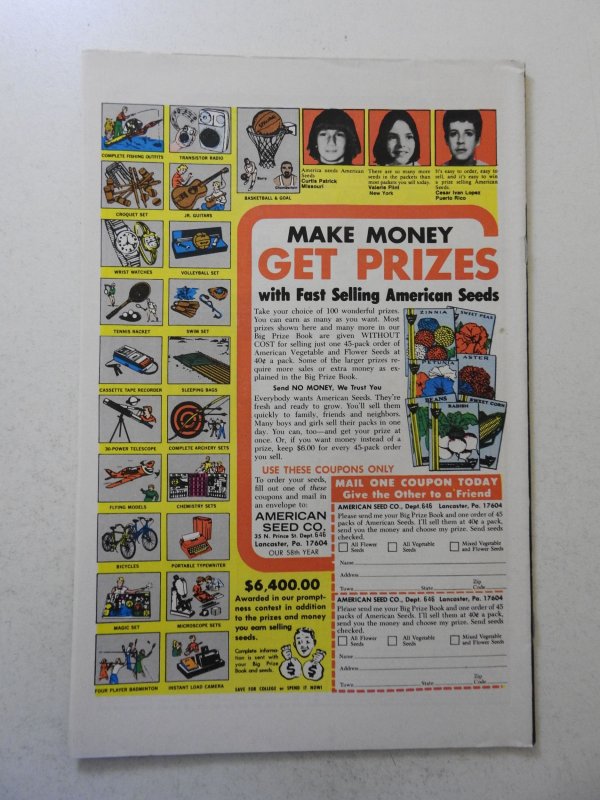 COMPLETE FISHING OUTFITS
TRANSISTOR RADIO
CROQUET SET
JR. GUITARS
BASKETBALL & GOAL
WRIST WATCHES
VOLLEYBALL SET
TENNIS RACKET
SWIM SET
CASSETTE TAPE RECORDER
SLEEPING BAGS
30-POWER TELESCOPE
COMPLETE ARCHERY SETS
FLYING MODELS
CHEMISTRY SETS
BICYCLES
PORTABLE TYPEWRITER
MAGIC SET
MICROSCOPE SETS
FOUR PLAYER BADMINTON
INSTANT LOAD CAMERA
America needs American
Seeds
Curtis Patrick
Missouri
There are so many more
seeds in the packets than
most packets you sell today.
Valerie Flini
New York
It's easy to order, easy to
sell, and it's easy to win
a prize selling American
Seeds
Cesar Ivan Lopez
Puerto Rico
MAKE MONEY
GET PRIZES
with Fast Selling American Seeds
Take your choice of 100 wonderful prizes.
You can earn as many as you want. Most
prizes shown here and many more in our
Big Prize Book are given WITHOUT
COST for selling just one 45-pack order of
American Vegetable and Flower Seeds at
40¢ a pack. Some of the larger prizes re-
quire more sales or extra money as ex-
plained in the Big Prize Book.
Send NO MONEY, We Trust You
Everybody wants American Seeds. They're
fresh and ready to grow. You'll sell them
quickly to family, friends and neighbors.
Many boys and girls sell their packs in one
day. You, can, too—and get your prize at
once. Or, if you want money instead of a
prize, keep $6.00 for every 45-pack order
you sell.
ZINNIA
SWEET PEAS
PETUNIA
ASTER
BEANS
RADISH
SWEET CORN
USE THESE COUPONS ONLY
To order your seeds,
fill out one of these
coupons and mail in
an envelope to:
AMERICAN
SEED CO.
35 N. Prince St. Dept 646
Lancaster, Pa. 17604
OUR 58th YEAR
MAIL ONE COUPON TODAY
Give the Other to a Friend
AMERICAN SEED CO., Dept. 646 Lancaster, Pa. 17604
Please send me your Big Prize Book and one order of 45
packs of American Seeds. I'll sell them at 40¢ a pack,
send you the money and choose my prize. Send seeds
checked.
All Flower Seeds
All Vegetable Seeds
Mixed Vegetable and Flower Seeds
Name
Address
Town State Zip Code
AMERICAN SEED CO., Dept. 646 Lancaster, Pa. 17604
Please send me your Big Prize Book and one order of 45
packs of American Seeds. I'll sell them at 40¢ a pack,
send you the money and choose my prize. Send seeds
checked.
All Flower Seeds
All Vegetable Seeds
Mixed Vegetable and Flower Seeds
Name
Address
Town State Zip Code
$6,400.00
Awarded in our prompt-
ness contest in addition
to the prizes and money
you earn selling
seeds.
Complete informa-
tion is sent with
your Big Prize
Book and seeds.
SAVE FOR COLLEGE or SPEND IT NOW!